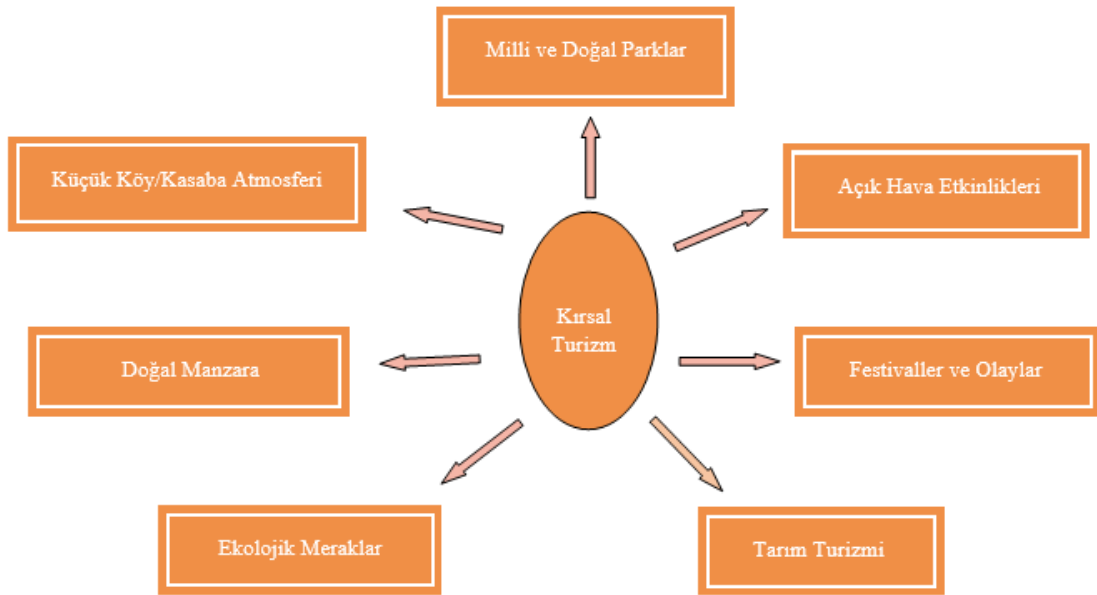 Milli ve Doğal Parklar
Küçük Köy/Kasaba Atmosferi
Açık Hava Etkinlikleri
Kırsal
Turizm
Doğal Manzara
Festivaller ve Olaylar
Ekolojik Meraklar
Tarım Turizmi